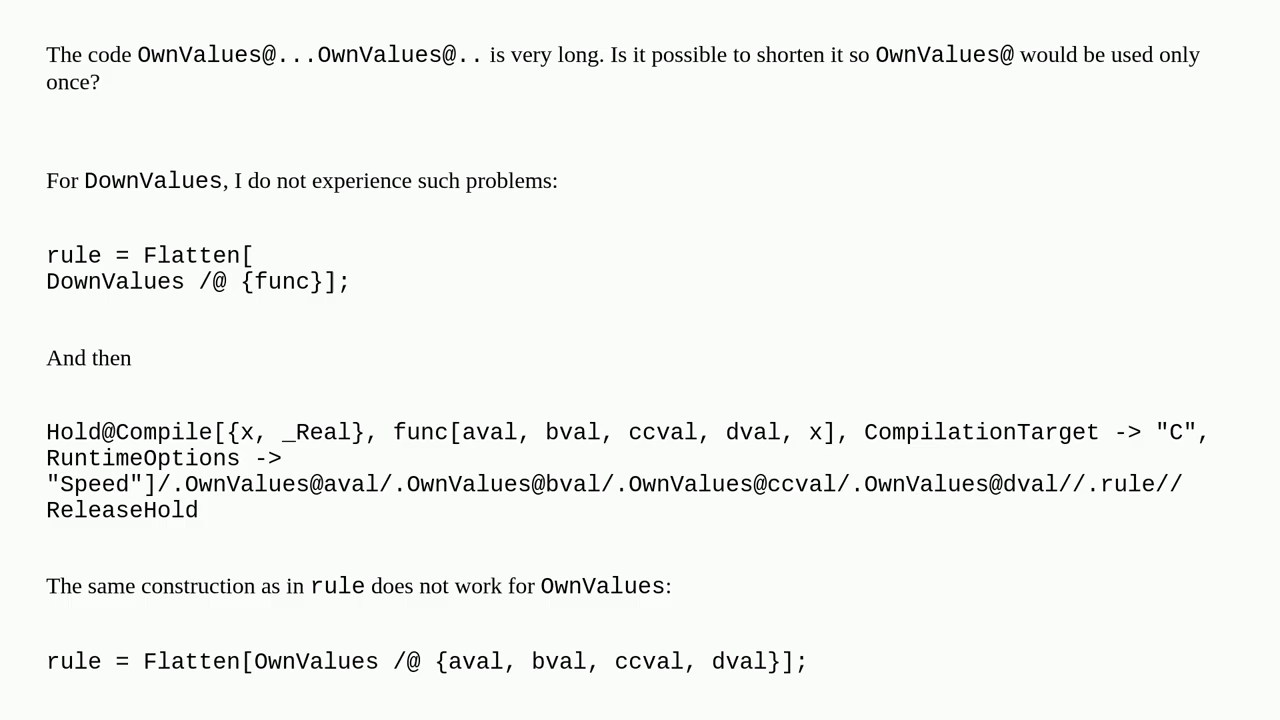 The code OwnValues@...OwnValues@.. is very long. Is it possible to shorten it so OwnValues@ would be used only
once?
For DownValues, I do not experience such problems:
rule = Flatten[
DownValues /@ {func}];
And then
Hold@Compile[{x, _Real}, func[aval, bval, ccval, dval, x], CompilationTarget -> "C",
RuntimeOptions ->
"Speed"]/.OwnValues@aval/.OwnValues@bval/.OwnValues@ccval/.OwnValues@dval//.rule//
ReleaseHold
The same construction as in rule does not work for OwnValues:
rule = Flatten[OwnValues /@ {aval, bval, ccval, dval}];